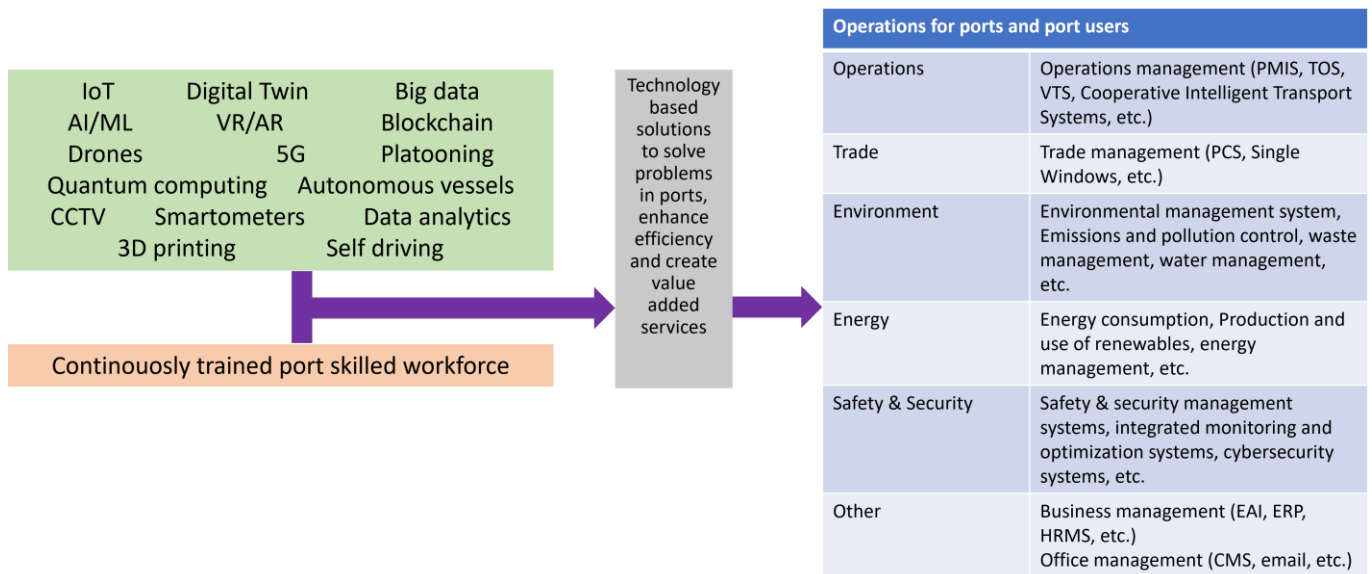 IoT Digital Twin Big data
AI/ML VR/AR Blockchain
Drones 5G Platooning
Quantum computing Autonomous vessels
CCTV Smartometers Data analytics
3D printing Self driving
Continouosly trained port skilled workforce
Technology
based
solutions
to solve
problems
in ports,
enhance
efficiency
and create
value
added
services
Operations for ports and port users
Operations
Operations management (PMIS, TOS,
VTS, Cooperative Intelligent Transport
Systems, etc.)
Trade
Trade management (PCS, Single
Windows, etc.)
Environment
Environmental management system,
Emissions and pollution control, waste
management, water management,
etc.
Energy
Energy consumption, Production and
use of renewables, energy
management, etc.
Safety & Security
Safety & security management
systems, integrated monitoring and
optimization systems, cybersecurity
systems, etc.
Other
Business management (EAI, ERP,
HRMS, etc.)
Office management (CMS, email, etc.)